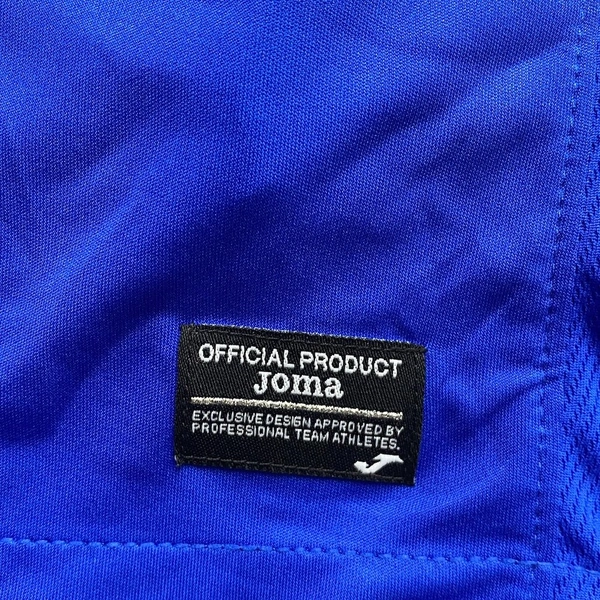 OFFICIAL PRODUCT
Joma
EXCLUSIVE DESIGN APPROVED BY
PROFESSIONAL TEAM ATHLETES.